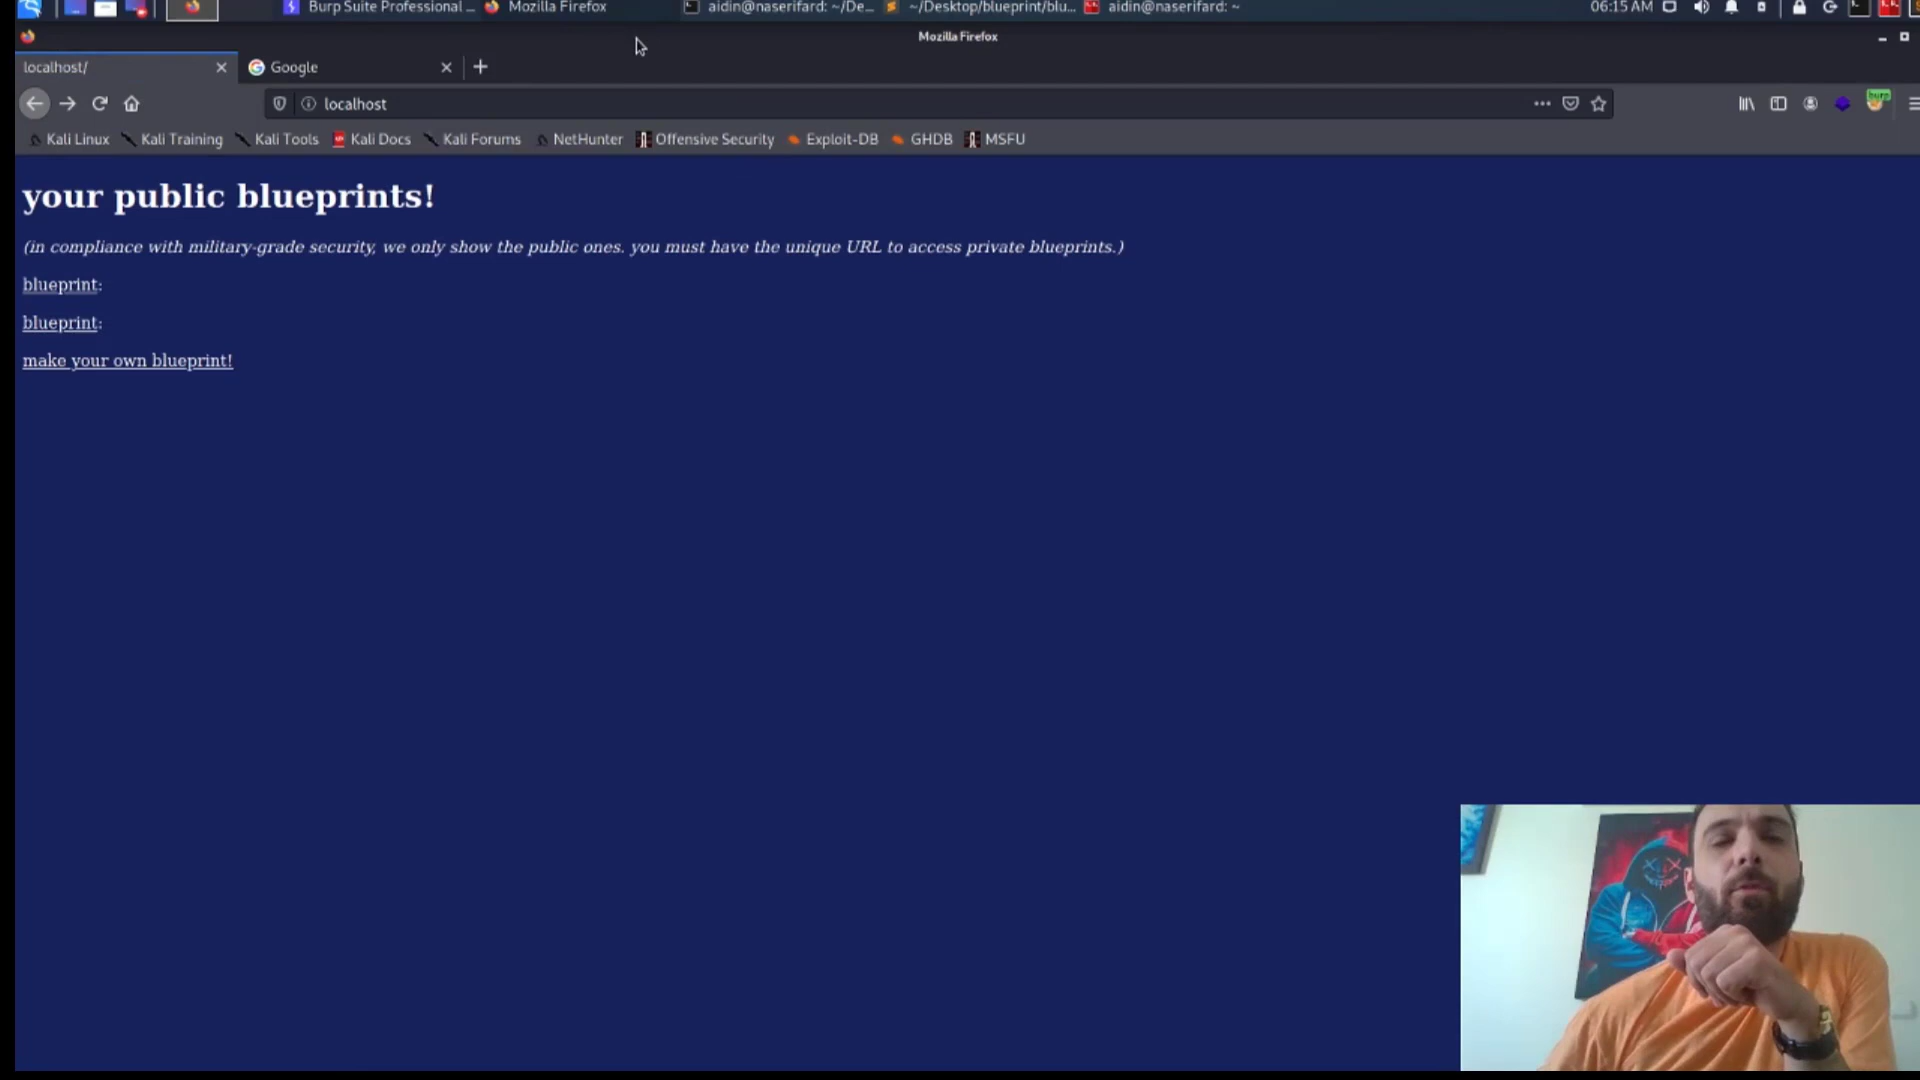 Burp Suite Professional ...
Mozilla Firefox
aidin@naserifard: ~/De...
~/Desktop/blueprint/blu...
aidin@naserifard: ~
06:15 AM
Mozilla Firefox
localhost/
Google
localhost
burp
Kali Linux
Kali Training
Kali Tools
Kali Docs
Kali Forums
NetHunter
Offensive Security
Exploit-DB
GHDB
MSFU
your public blueprints!
(in compliance with military-grade security, we only show the public ones. you must have the unique URL to access private blueprints.)
blueprint:
blueprint:
make your own blueprint!